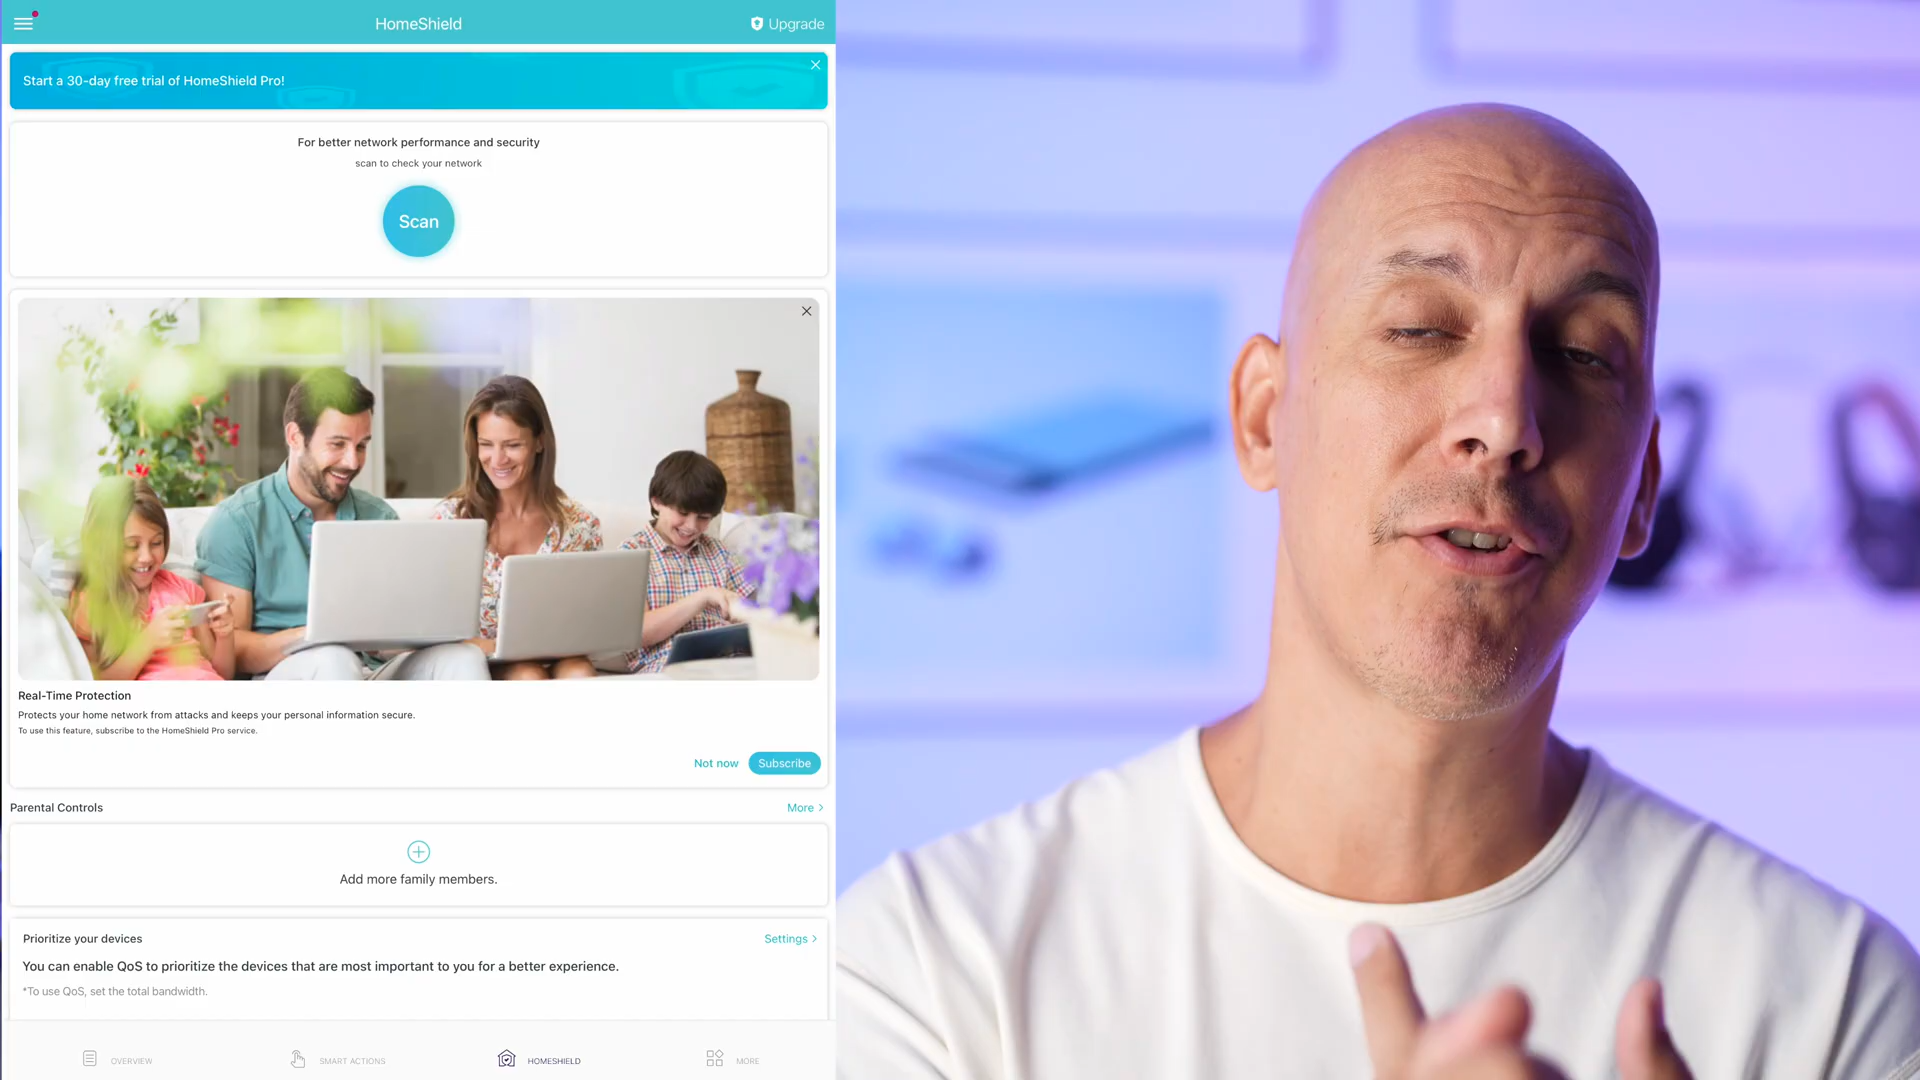 HomeShield
Upgrade
Start a 30-day free trial of HomeShield Pro!
For better network performance and security
scan to check your network
Scan
Real-Time Protection
Protects your home network from attacks and keeps your personal information secure.
To use this feature, subscribe to the HomeShield Pro service.
Not now
Subscribe
Parental Controls
More
Add more family members.
Prioritize your devices
Settings
You can enable QoS to prioritize the devices that are most important to you for a better experience.
*To use QoS, set the total bandwidth.
OVERVIEW
SMART ACTIONS
HOMESHIELD
MORE